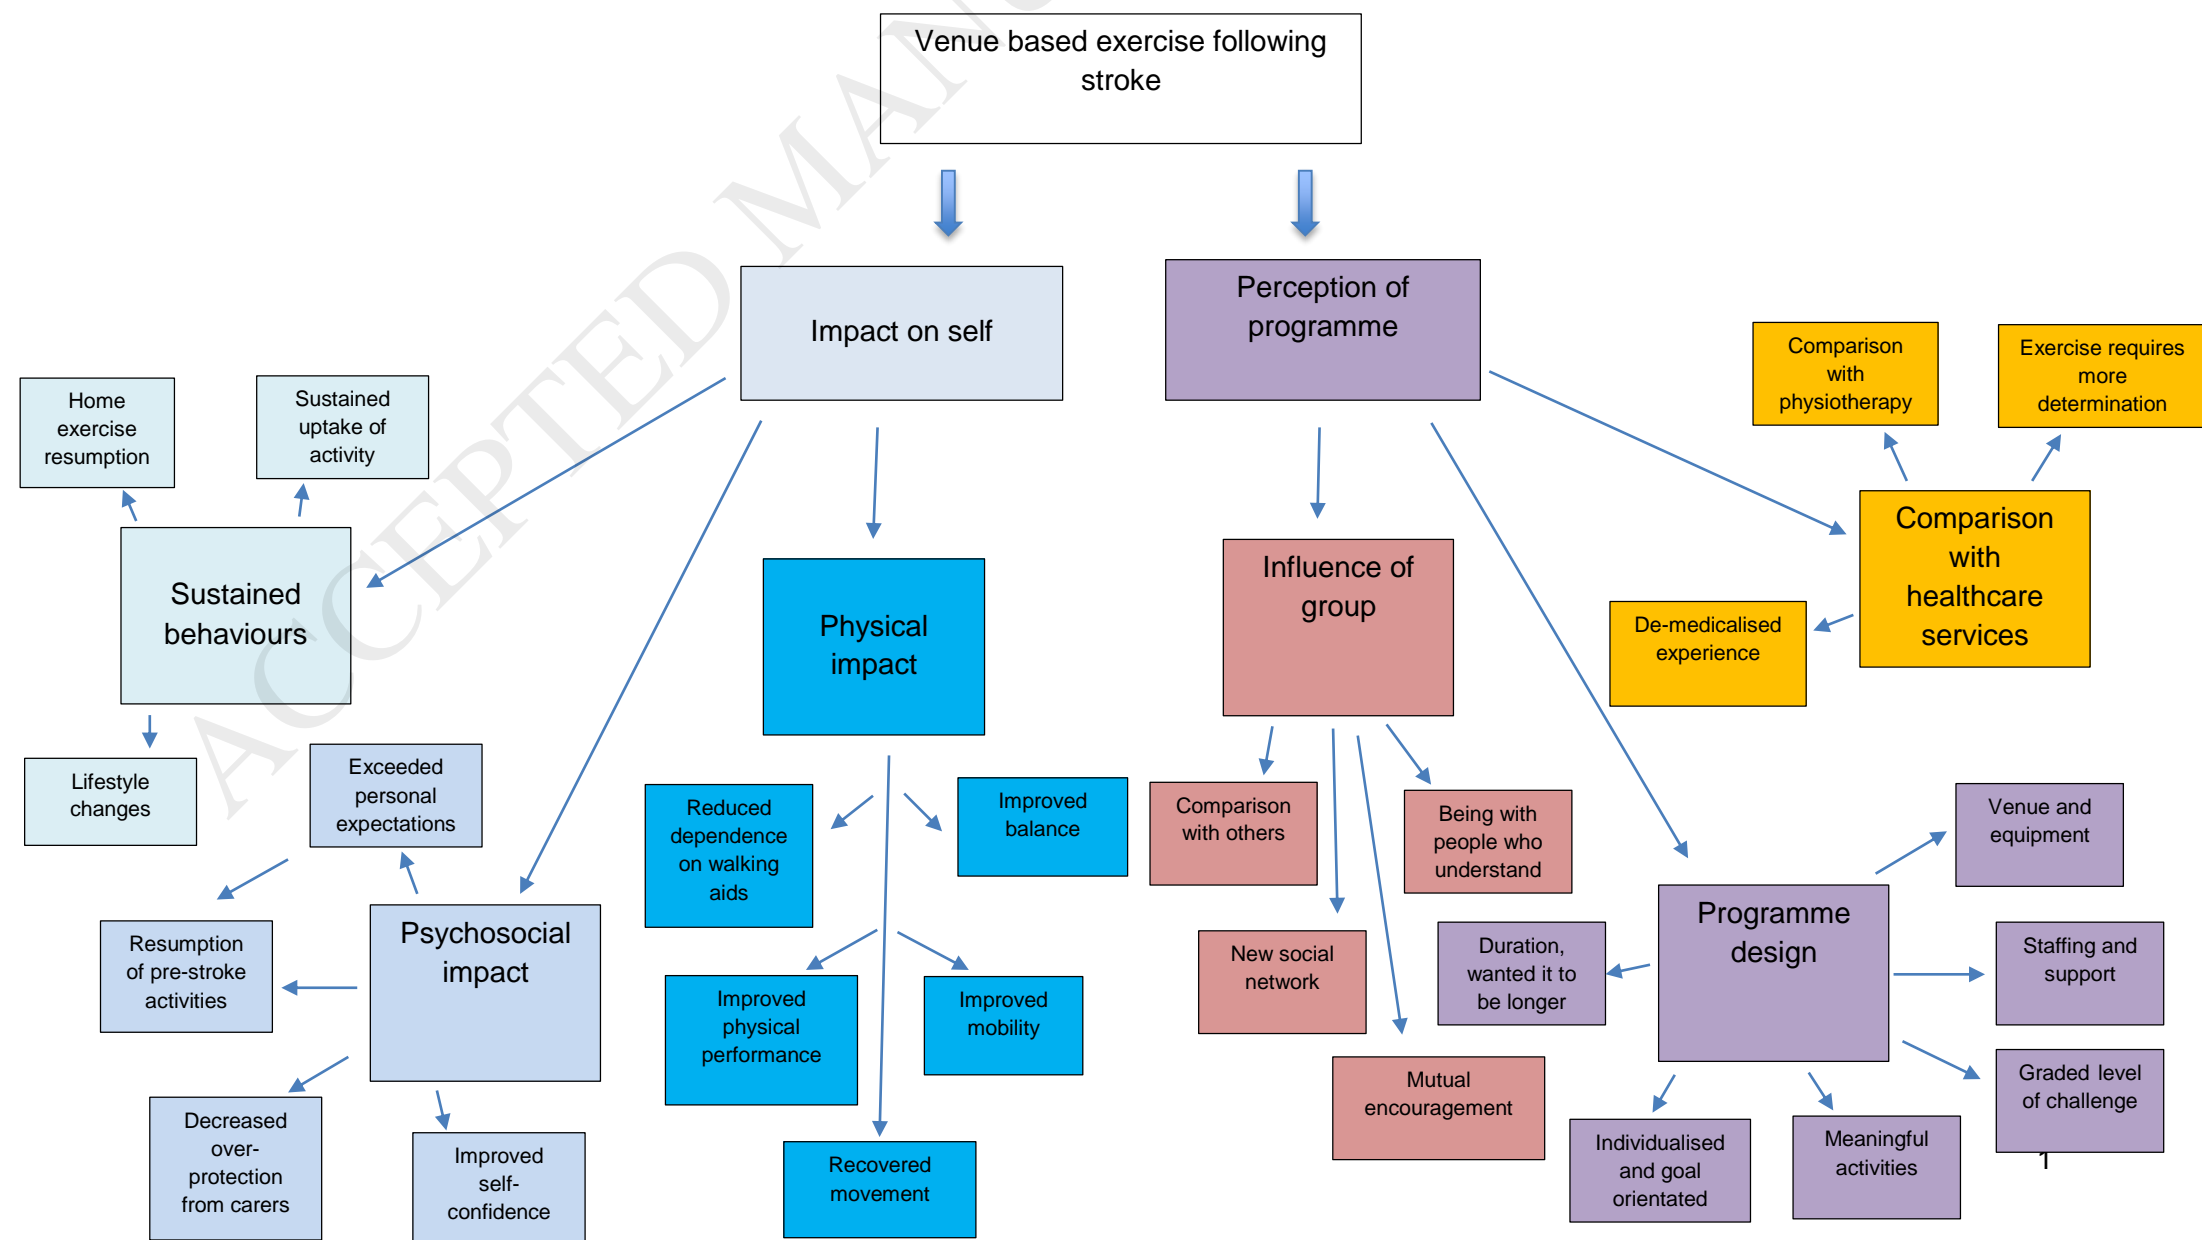 Venue based exercise following
stroke
Impact on self
Perception of
programme
Comparison
with
physiotherapy
Exercise requires
more
determination
Home
exercise
resumption
Sustained
uptake of
activity
Sustained
behaviours
Physical
impact
Influence of
group
Comparison
with
healthcare
services
De-medicalised
experience
Lifestyle
changes
Exceeded
personal
expectations
Reduced
dependence
on walking
aids
Improved
balance
Comparison
with others
Being with
people who
understand
Venue and
equipment
Resumption
of pre-stroke
activities
Psychosocial
impact
Improved
physical
performance
Improved
mobility
New social
network
Duration,
wanted it to
be longer
Programme
design
Staffing and
support
Mutual
encouragement
Graded level
of challenge
Decreased
over-
protection
from carers
Improved
self-
confidence
Recovered
movement
Individualised
and goal
orientated
Meaningful
activities
1
ACCEPTED MANU